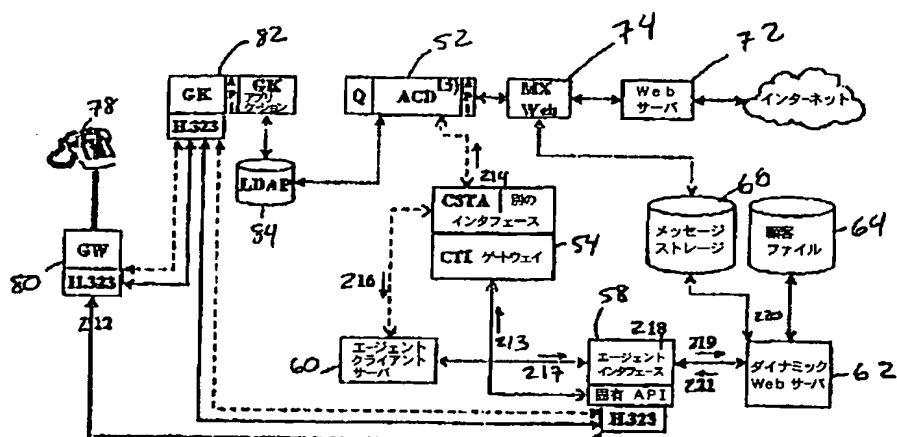 82
52
74
72
GK
API
GK
アプリ
ケーション
H.323
Q
ACD
(3)
API
MX
Web
Web
サーバ
インターネット
78
LDAP
84
214
CSTA
別の
インタフェース
CTI ゲートウェイ
54
68
メッセージ
ストレージ
顧客
ファイル
64
GW
H.323
80
212
216
213
58
218
220
エージェント
クライアント
サーバ
60
217
エージェント
インタフェース
固有 API
H.323
219
221
ダイナミック
Web サーバ
62